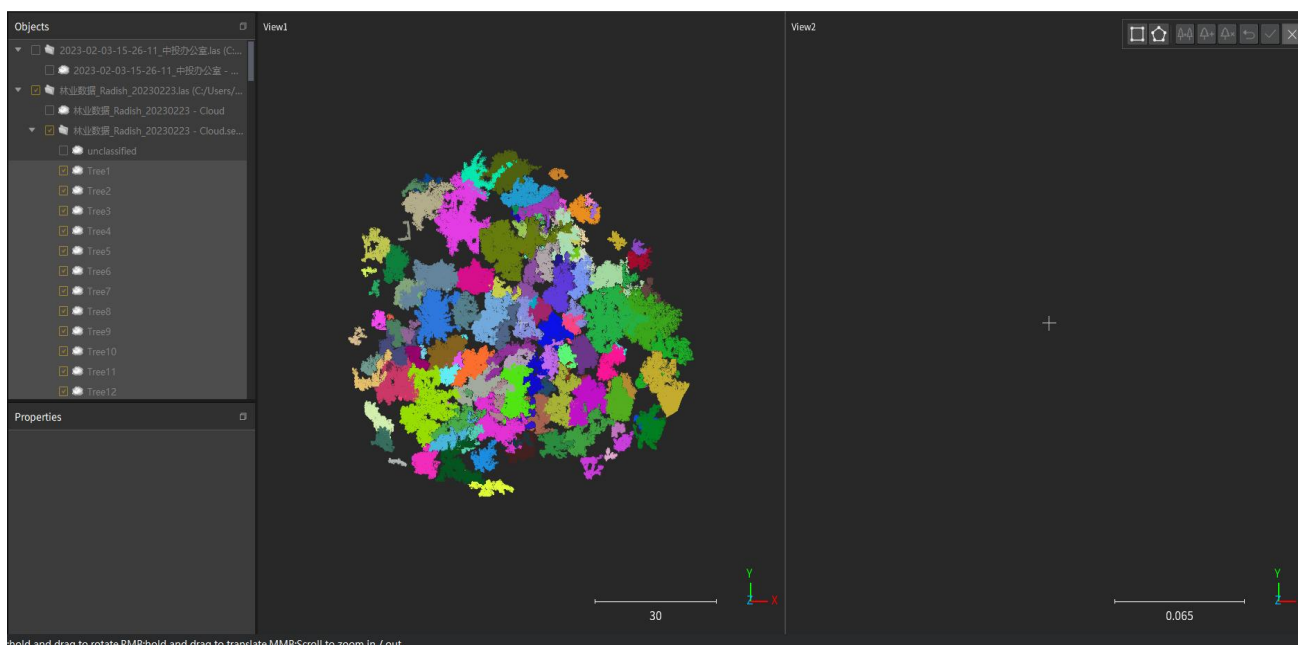 Objects
View1
View2
2023-02-03-15-26-11_中投办公室.las (C:...
2023-02-03-15-26-11_中投办公室 - ...
林业数据_Radish_20230223.las (C:/Users/...
林业数据_Radish_20230223 - Cloud
林业数据_Radish_20230223 - Cloud.se...
unclassified
Tree1
Tree2
Tree3
Tree4
Tree5
Tree6
Tree7
Tree8
Tree9
Tree10
Tree11
Tree12
Properties
Y
Z
X
30
Y
Z
0.065
:hold and drag to rotate RMB:hold and drag to translate MMB:Scroll to zoom in / out